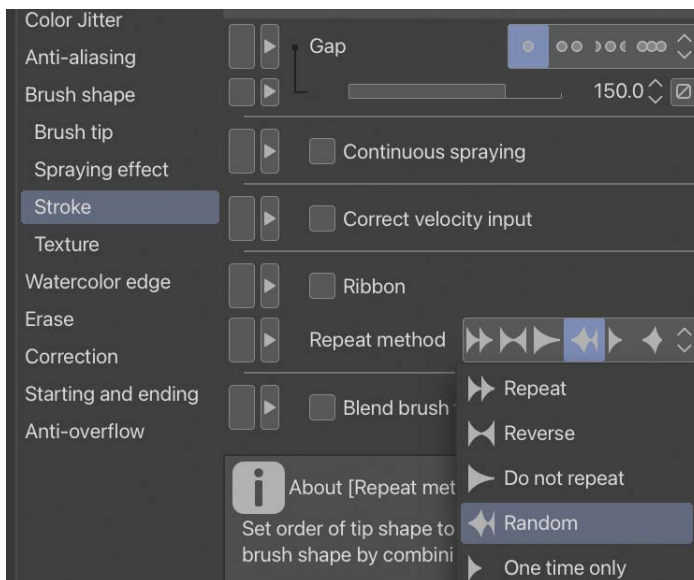 Color Jitter
Anti-aliasing
Brush shape
Brush tip
Spraying effect
Stroke
Texture
Watercolor edge
Erase
Correction
Starting and ending
Anti-overflow
Gap
150.0
Continuous spraying
Correct velocity input
Ribbon
Repeat method
Blend brush
Repeat
Reverse
Do not repeat
Random
One time only
About [Repeat met
Set order of tip shape to
brush shape by combini